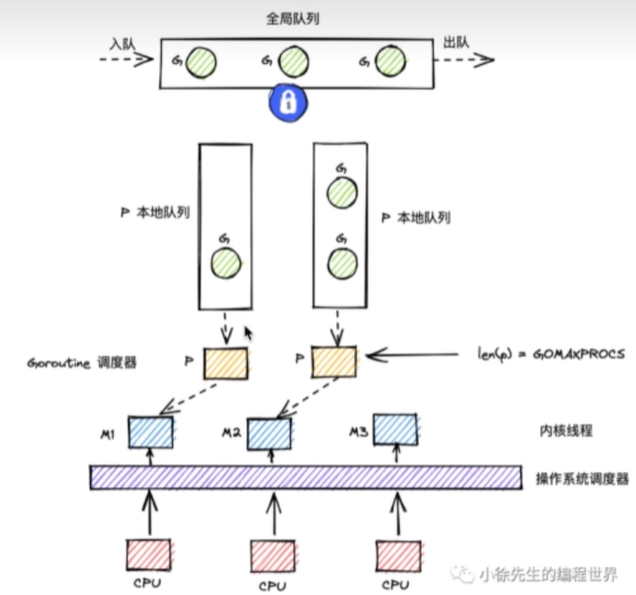 全局队列
入队
出队
G G G
P 本地队列
G
G
G
P 本地队列
Goroutine 调度器
P
P
len(p) = GOMAXPROCS
M1
M2
M3
内核线程
操作系统调度器
CPU
CPU
CPU
小徐先生的编程世界